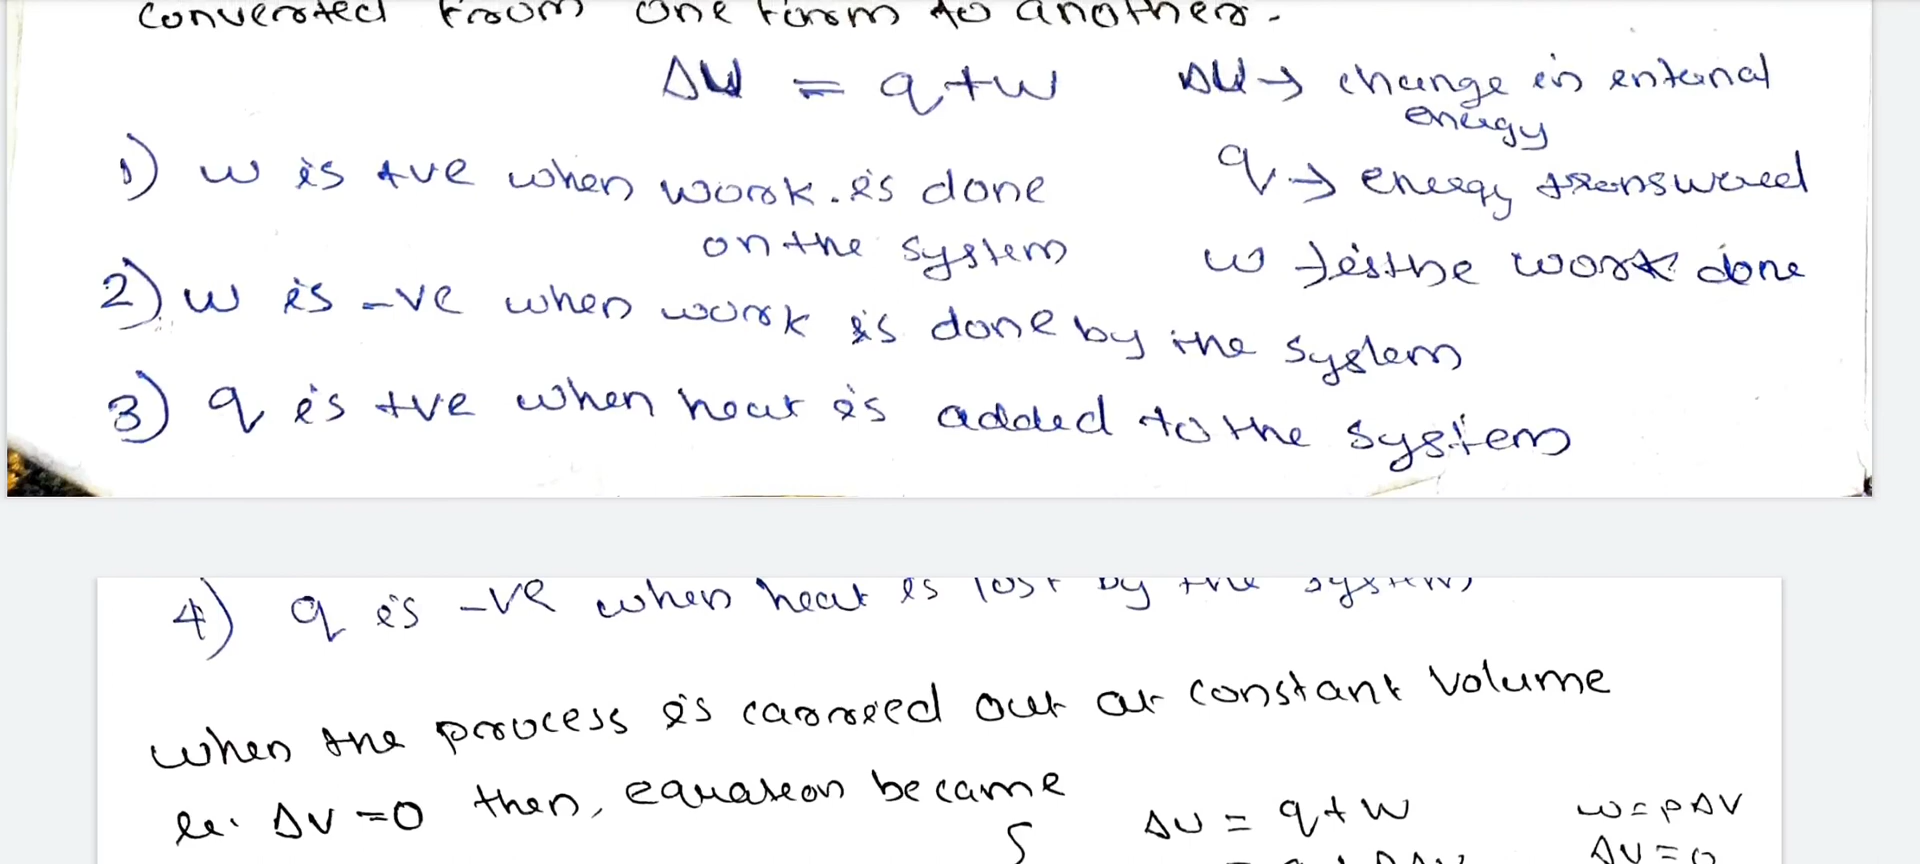 converted from one form to another.
ΔU = q+w
ΔU → change in enternal
energy
1) w is +ve when work is done
on the system
q → energy transwered
w → is the work done
2) w is -ve when work is done by the system
3) q is +ve when heat is added to the system
4) q is -ve when heat is lost by the system
when the process is carried out at constant volume
ie. ΔV =0 then, equation became
ΔU = q+w
w=pΔV
ΔV=0